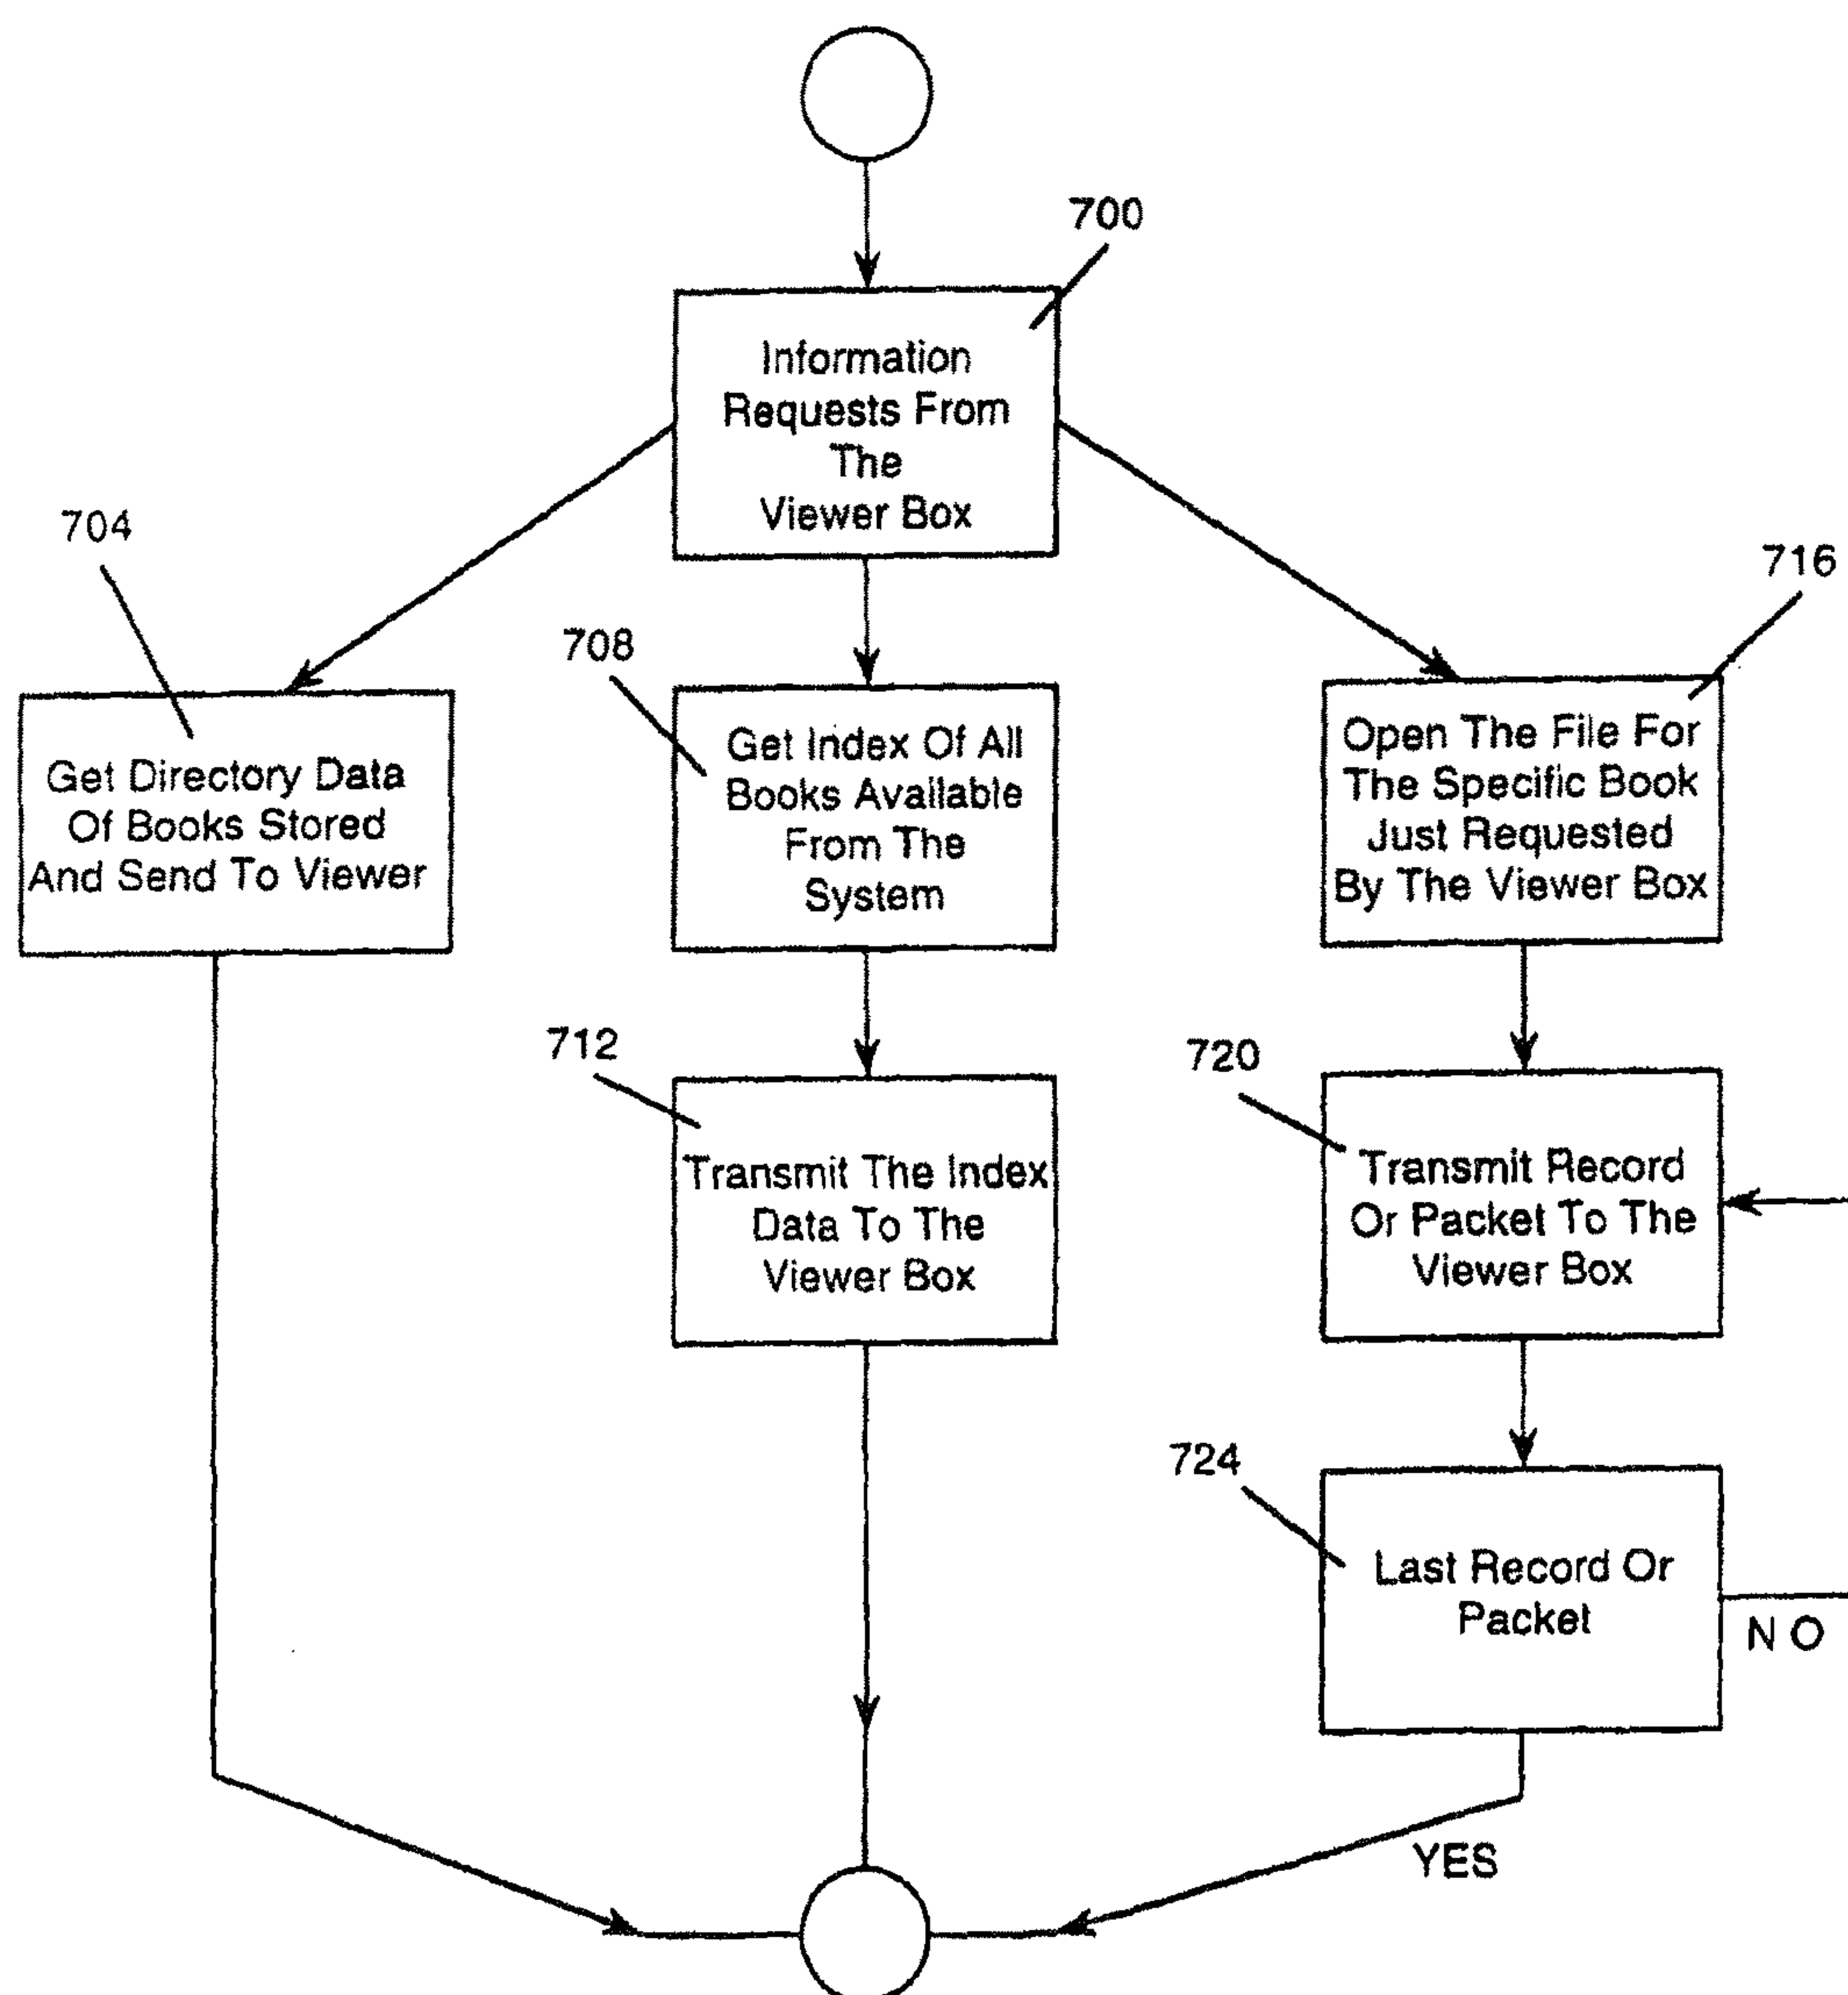 700
Information
Requests From
The
Viewer Box
704
Get Directory Data
Of Books Stored
And Send To Viewer
708
Get Index Of All
Books Available
From The
System
716
Open The File For
The Specific Book
Just Requested
By The Viewer Box
712
Transmit The Index
Data To The
Viewer Box
720
Transmit Record
Or Packet To The
Viewer Box
724
Last Record Or
Packet
N O
YES